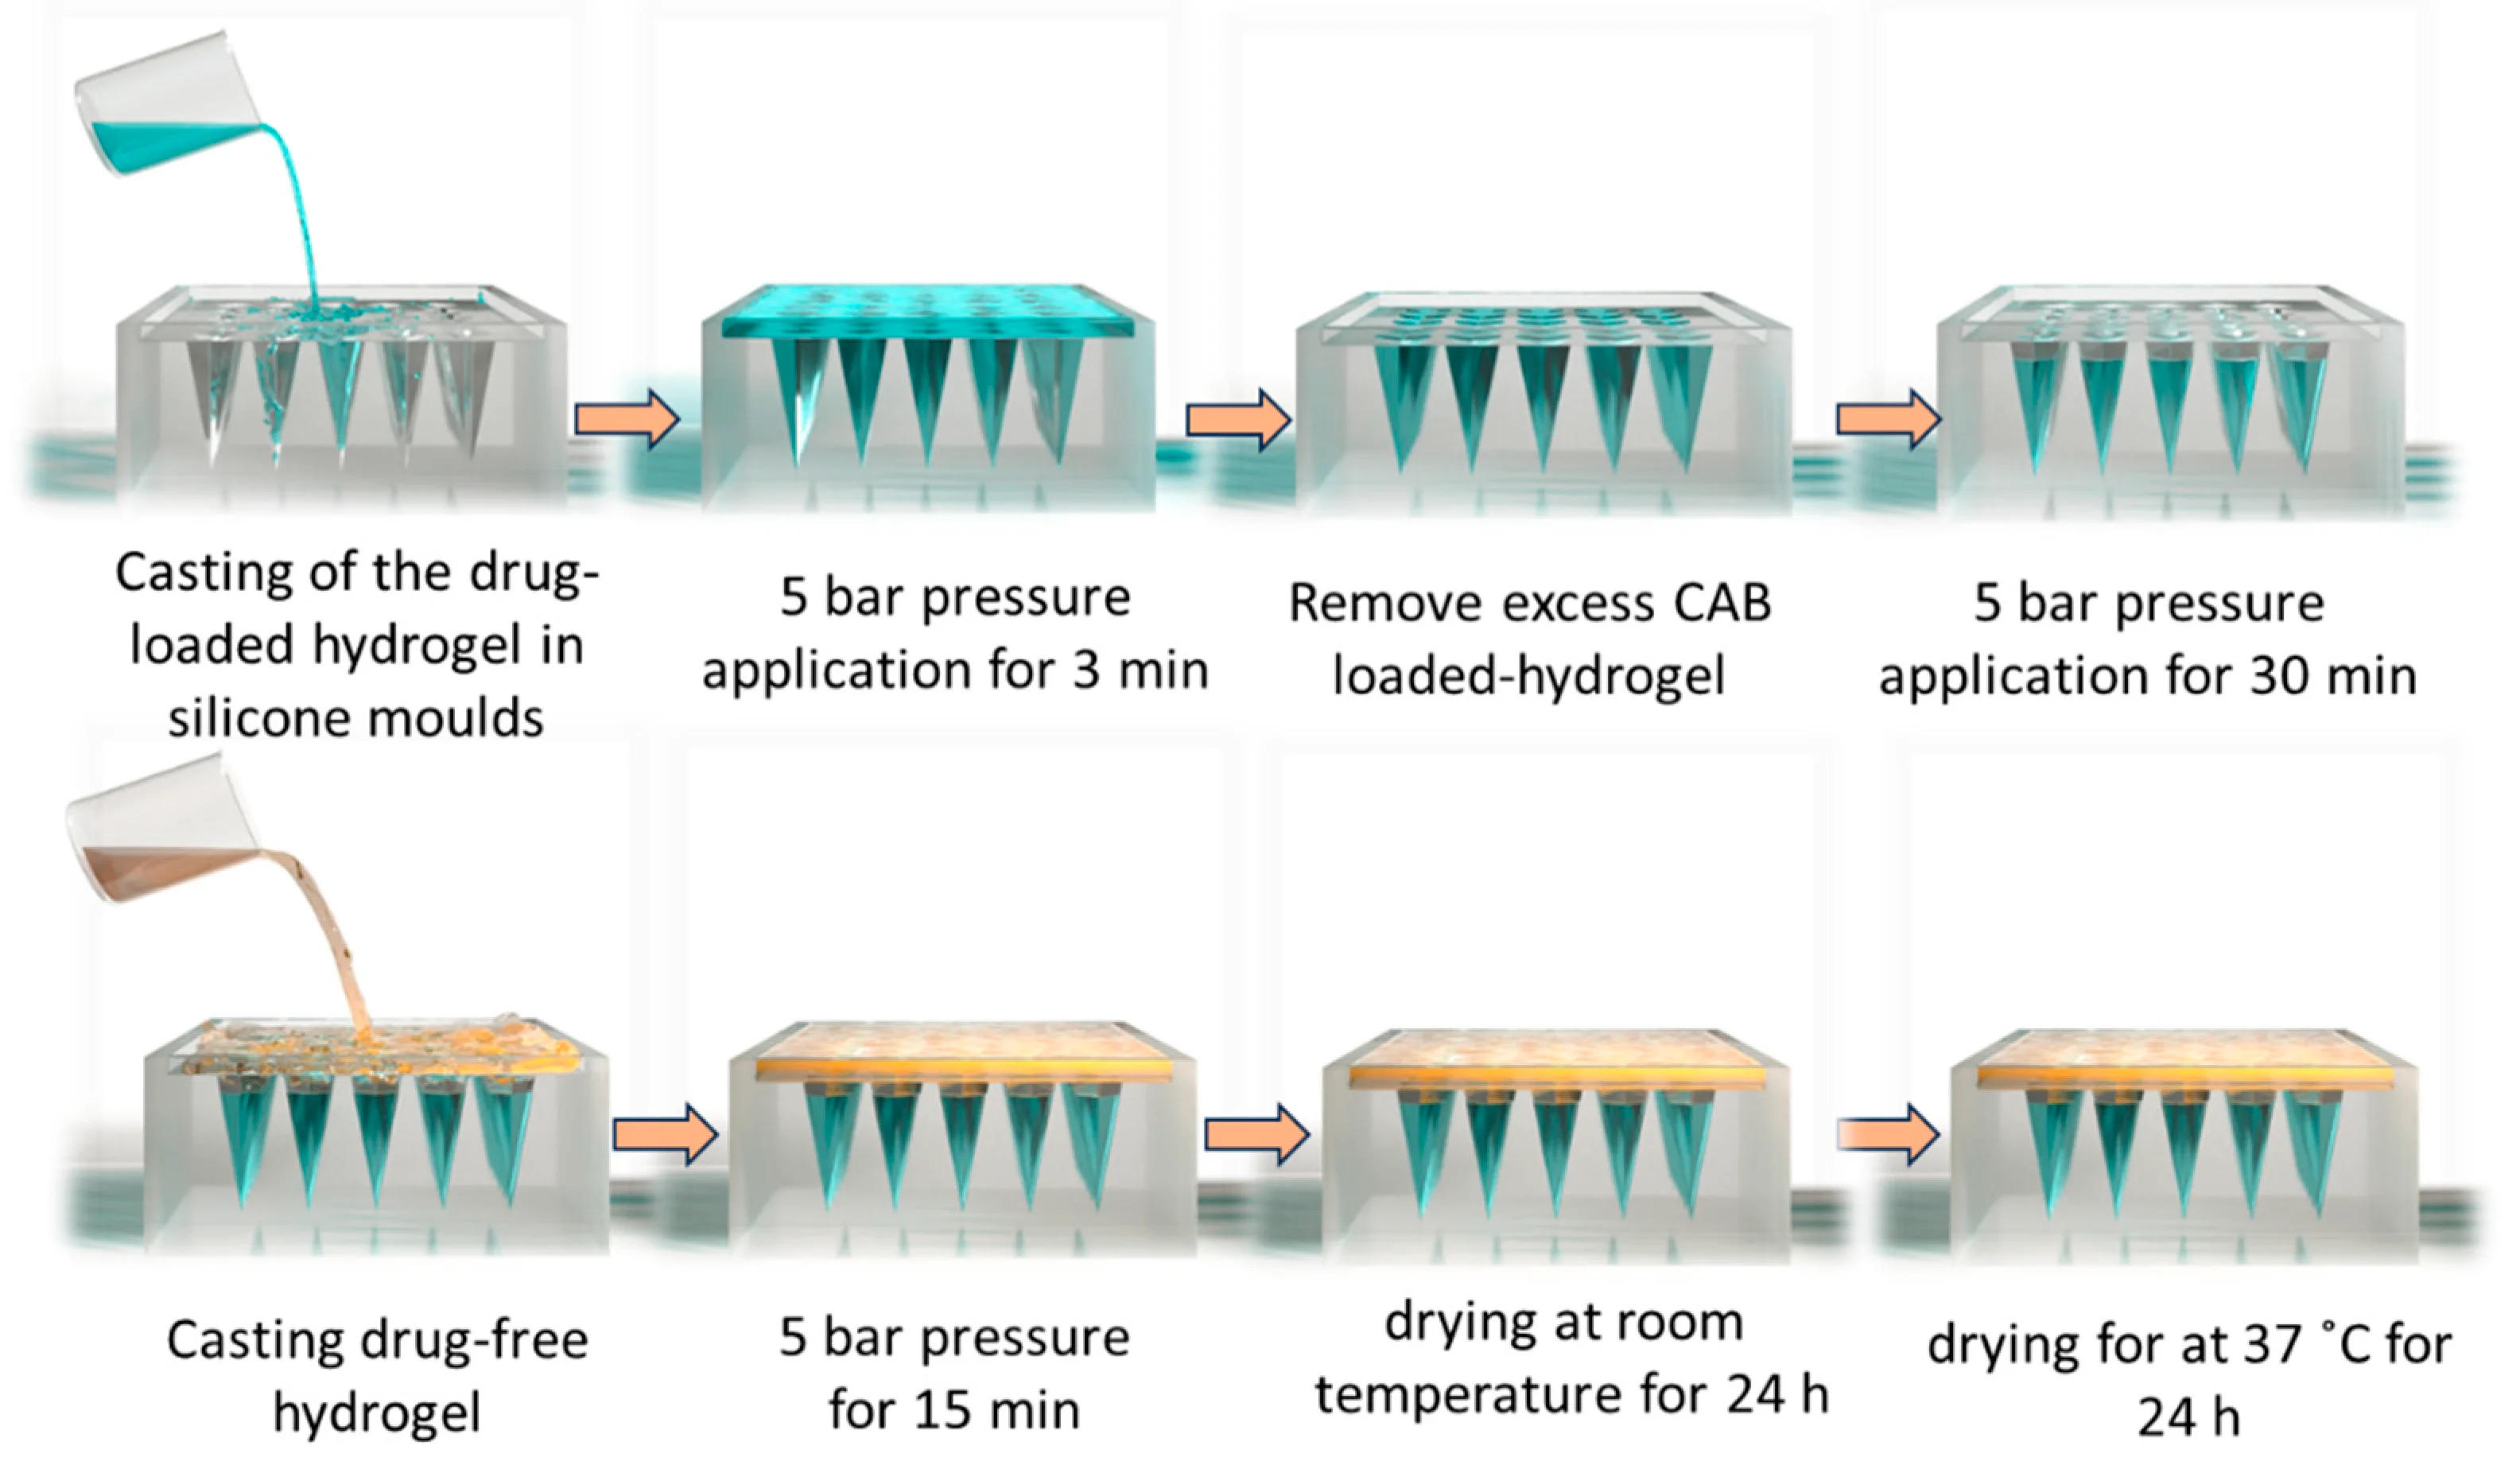 Casting of the drug-
loaded hydrogel in
silicone moulds
5 bar pressure
application for 3 min
Remove excess CAB
loaded-hydrogel
5 bar pressure
application for 30 min
Casting drug-free
hydrogel
5 bar pressure
for 15 min
drying at room
temperature for 24 h
drying for at 37 °C for
24 h